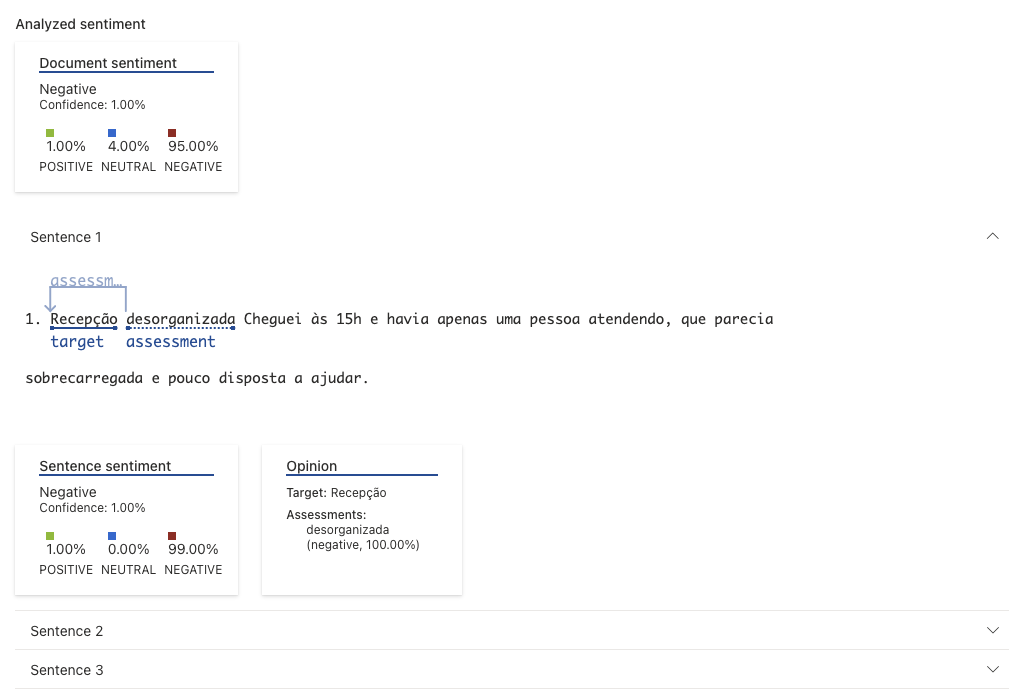 Analyzed sentiment
Document sentiment
Negative
Confidence: 1.00%
1.00% 4.00% 95.00%
POSITIVE NEUTRAL NEGATIVE
Sentence 1
assessm…
1. Recepção desorganizada Cheguei às 15h e havia apenas uma pessoa atendendo, que parecia
target assessment
sobrecarregada e pouco disposta a ajudar.
Sentence sentiment
Negative
Confidence: 1.00%
1.00% 0.00% 99.00%
POSITIVE NEUTRAL NEGATIVE
Opinion
Target: Recepção
Assessments:
desorganizada
(negative, 100.00%)
Sentence 2
Sentence 3